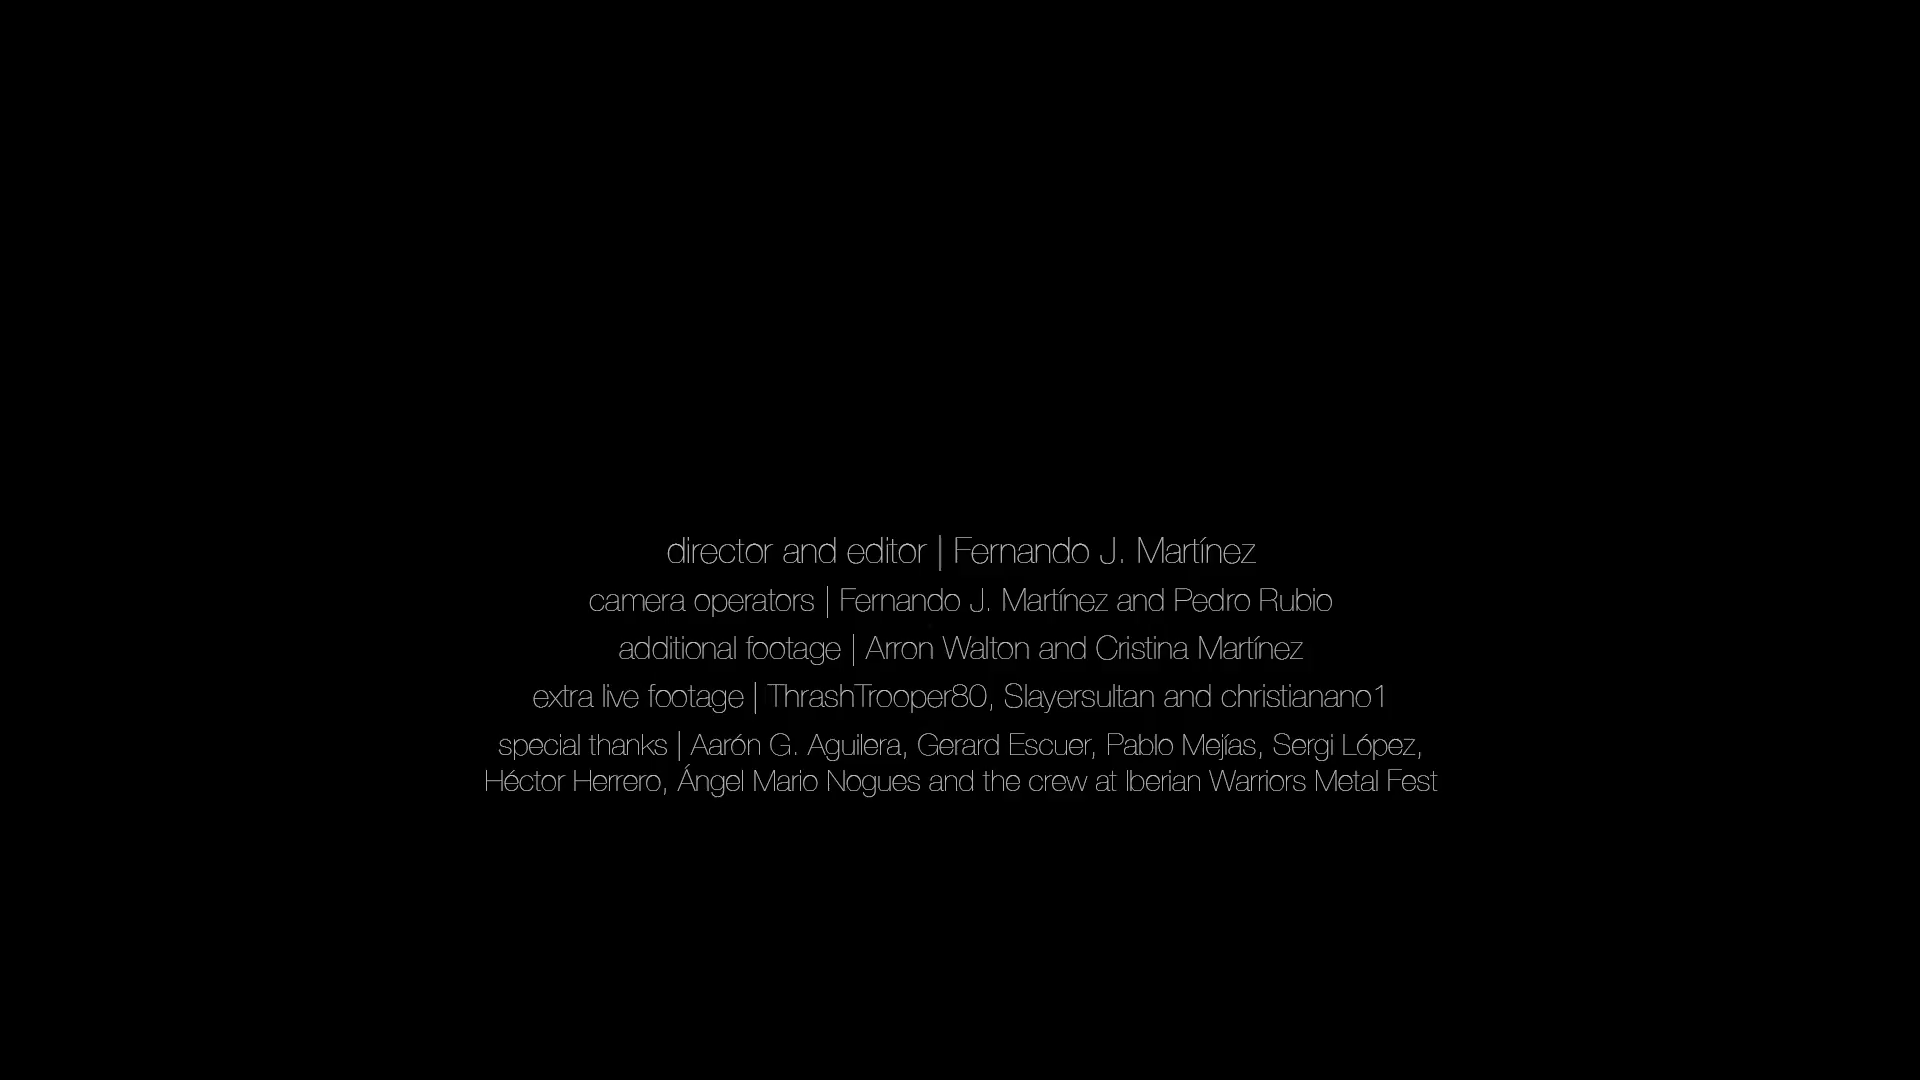 director and editor | Fernando J. Martínez
camera operators | Fernando J. Martínez and Pedro Rubio
additional footage | Arron Walton and Cristina Martínez
extra live footage | ThrashTrooper80, Slayersultan and christianano1
special thanks | Aarón G. Aguilera, Gerard Escuer, Pablo Mejías, Sergi López,
Héctor Herrero, Ángel Mario Nogues and the crew at Iberian Warriors Metal Fest